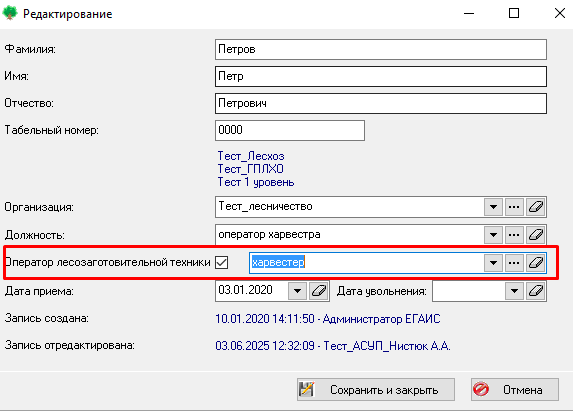 Редактирование
Фамилия: Петров
Имя: Петр
Отчество: Петрович
Табельный номер: 0000
Тест_Лесхоз
Тест_ГПЛХО
Тест 1 уровень
Организация: Тест_лесничество
Должность: оператор харвестра
Оператор лесозаготовительной техники харвестер
Дата приема: 03.01.2020 Дата увольнения:
Запись создана: 10.01.2020 14:11:50 - Администратор ЕГАИС
Запись отредактирована: 03.06.2025 12:32:09 - Тест_АСУП_Нистюк А.А.
Сохранить и закрыть Отмена